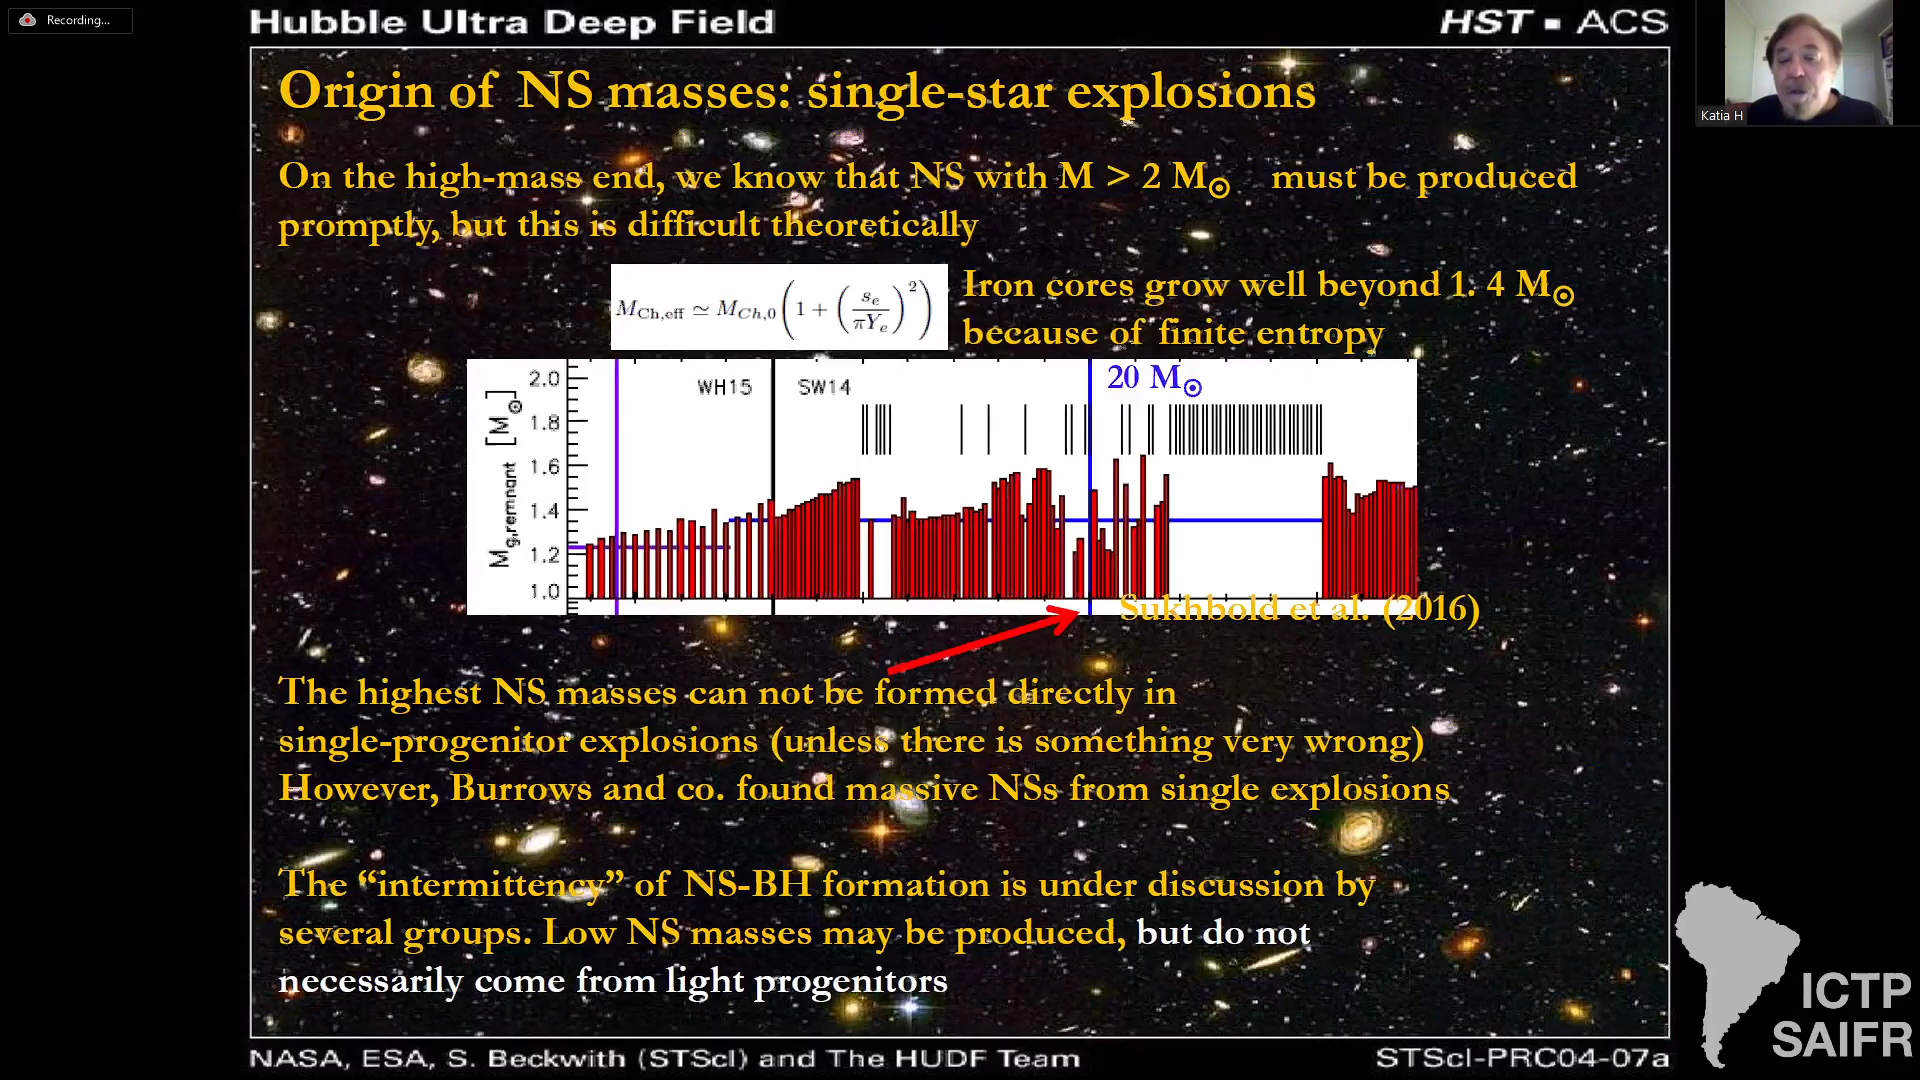 Recording...
Hubble Ultra Deep Field
HST ▪ ACS
Katia H
Origin of NS masses: single-star explosions
On the high-mass end, we know that NS with M > 2 M⊙ must be produced
promptly, but this is difficult theoretically
M_Ch,eff ≃ M_Ch,0 (1 + (s_e / πY_e)^2)
Iron cores grow well beyond 1. 4 M⊙
because of finite entropy
M_g,remnant [M⊙]
2.0
1.8
1.6
1.4
1.2
1.0
WH15
SW14
20 M⊙
Sukhbold et al. (2016)
The highest NS masses can not be formed directly in
single-progenitor explosions (unless there is something very wrong)
However, Burrows and co. found massive NSs from single explosions
The “intermittency” of NS-BH formation is under discussion by
several groups. Low NS masses may be produced, but do not
necessarily come from light progenitors
NASA, ESA, S. Beckwith (STScI) and The HUDF Team
STScI-PRC04-07a
ICTP
SAIFR